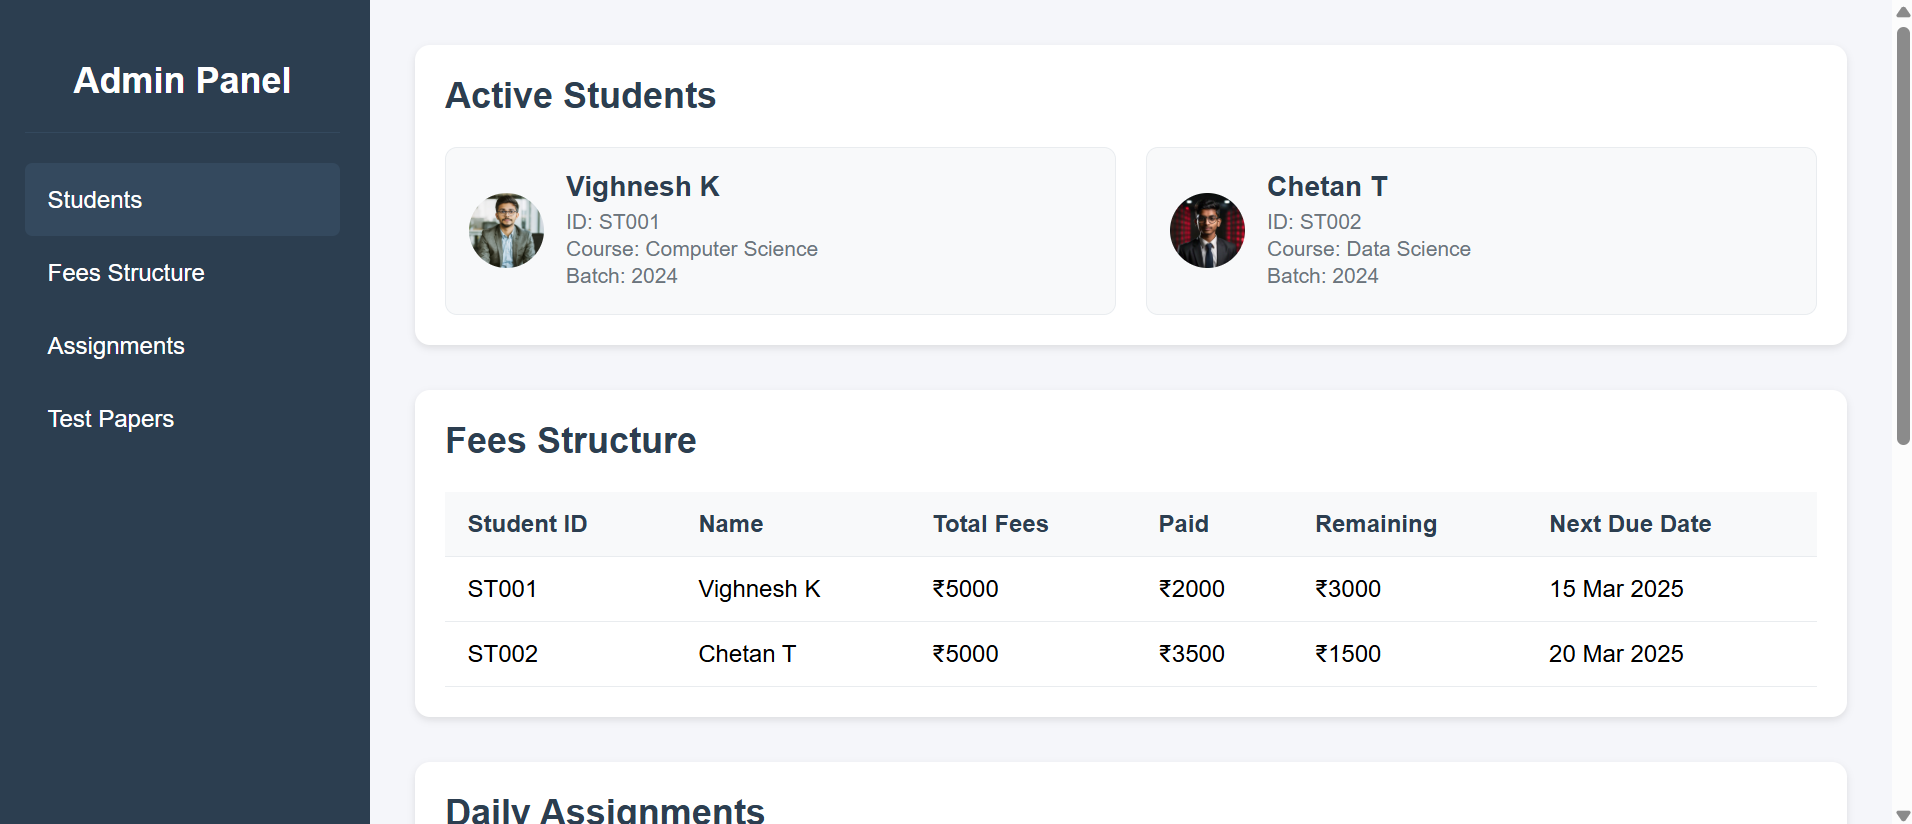 Admin Panel
Students
Fees Structure
Assignments
Test Papers
Active Students
Vighnesh K
ID: ST001
Course: Computer Science
Batch: 2024
Chetan T
ID: ST002
Course: Data Science
Batch: 2024
Fees Structure
Student ID Name Total Fees Paid Remaining Next Due Date
ST001 Vighnesh K ₹5000 ₹2000 ₹3000 15 Mar 2025
ST002 Chetan T ₹5000 ₹3500 ₹1500 20 Mar 2025
Daily Assignments